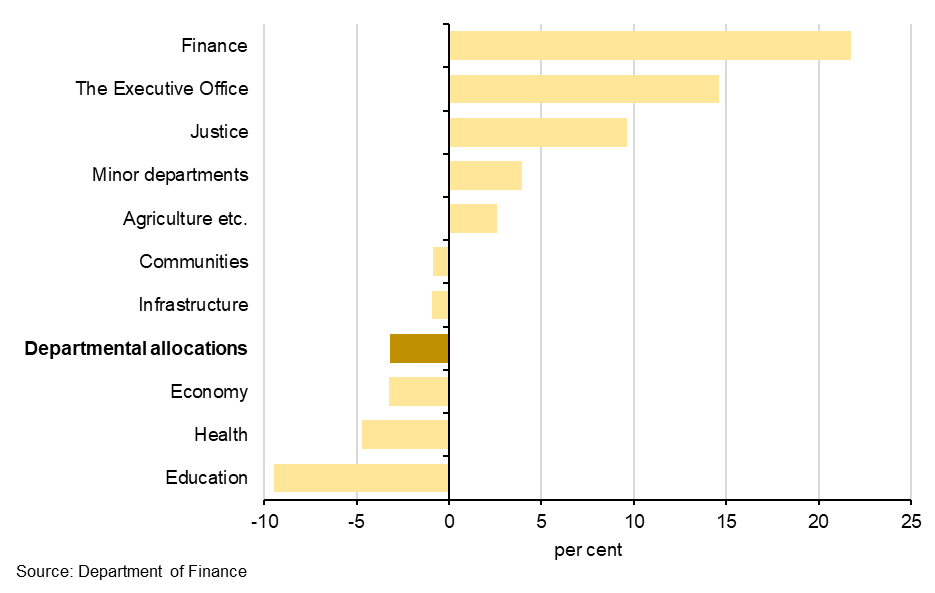 Finance
The Executive Office
Justice
Minor departments
Agriculture etc.
Communities
Infrastructure
Departmental allocations
Economy
Health
Education
-10 -5 0 5 10 15 20 25
per cent
Source: Department of Finance